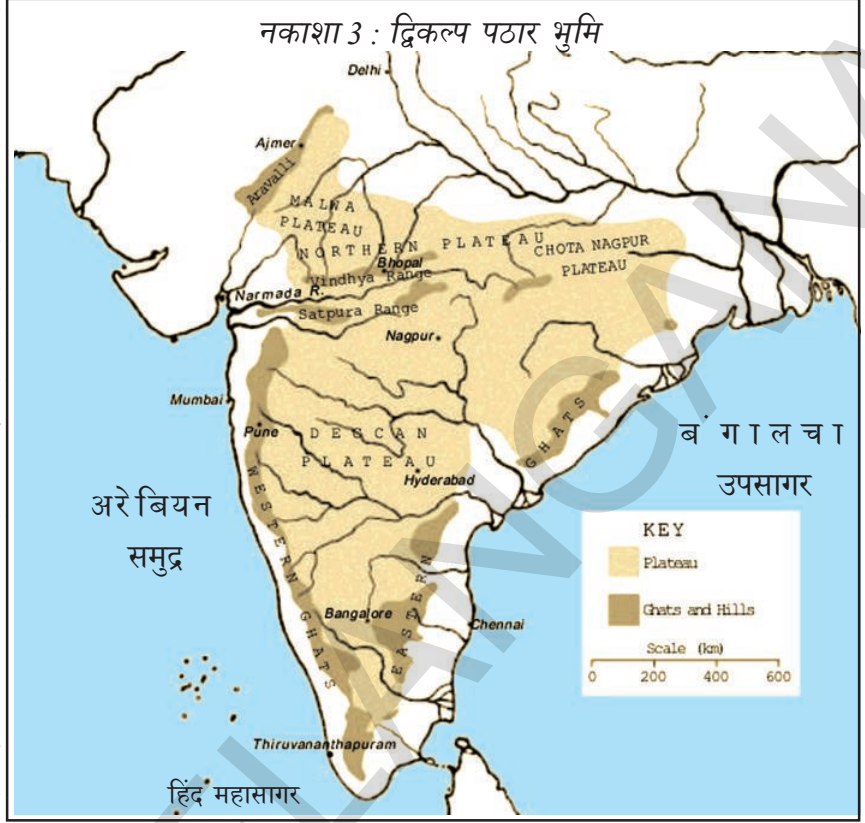 नकाशा 3 : द्विकल्प पठार भुमि
Delhi
Ajmer
Aravalli
MALWA
PLATEAU
NORTHERN PLATEAU
CHOTA NAGPUR
PLATEAU
Bhopal
Vindhya Range
Narmada R.
Satpura Range
Nagpur
Mumbai
Pune
DECCAN
PLATEAU
Hyderabad
GHATS
बंगालचा
उपसागर
अरेबियन
समुद्र
WESTERN GHATS
EASTERN
Bangalore
Chennai
KEY
Plateau
Ghats and Hills
Scale (km)
0 200 400 600
Thiruvananthapuram
हिंद महासागर
LANGANA